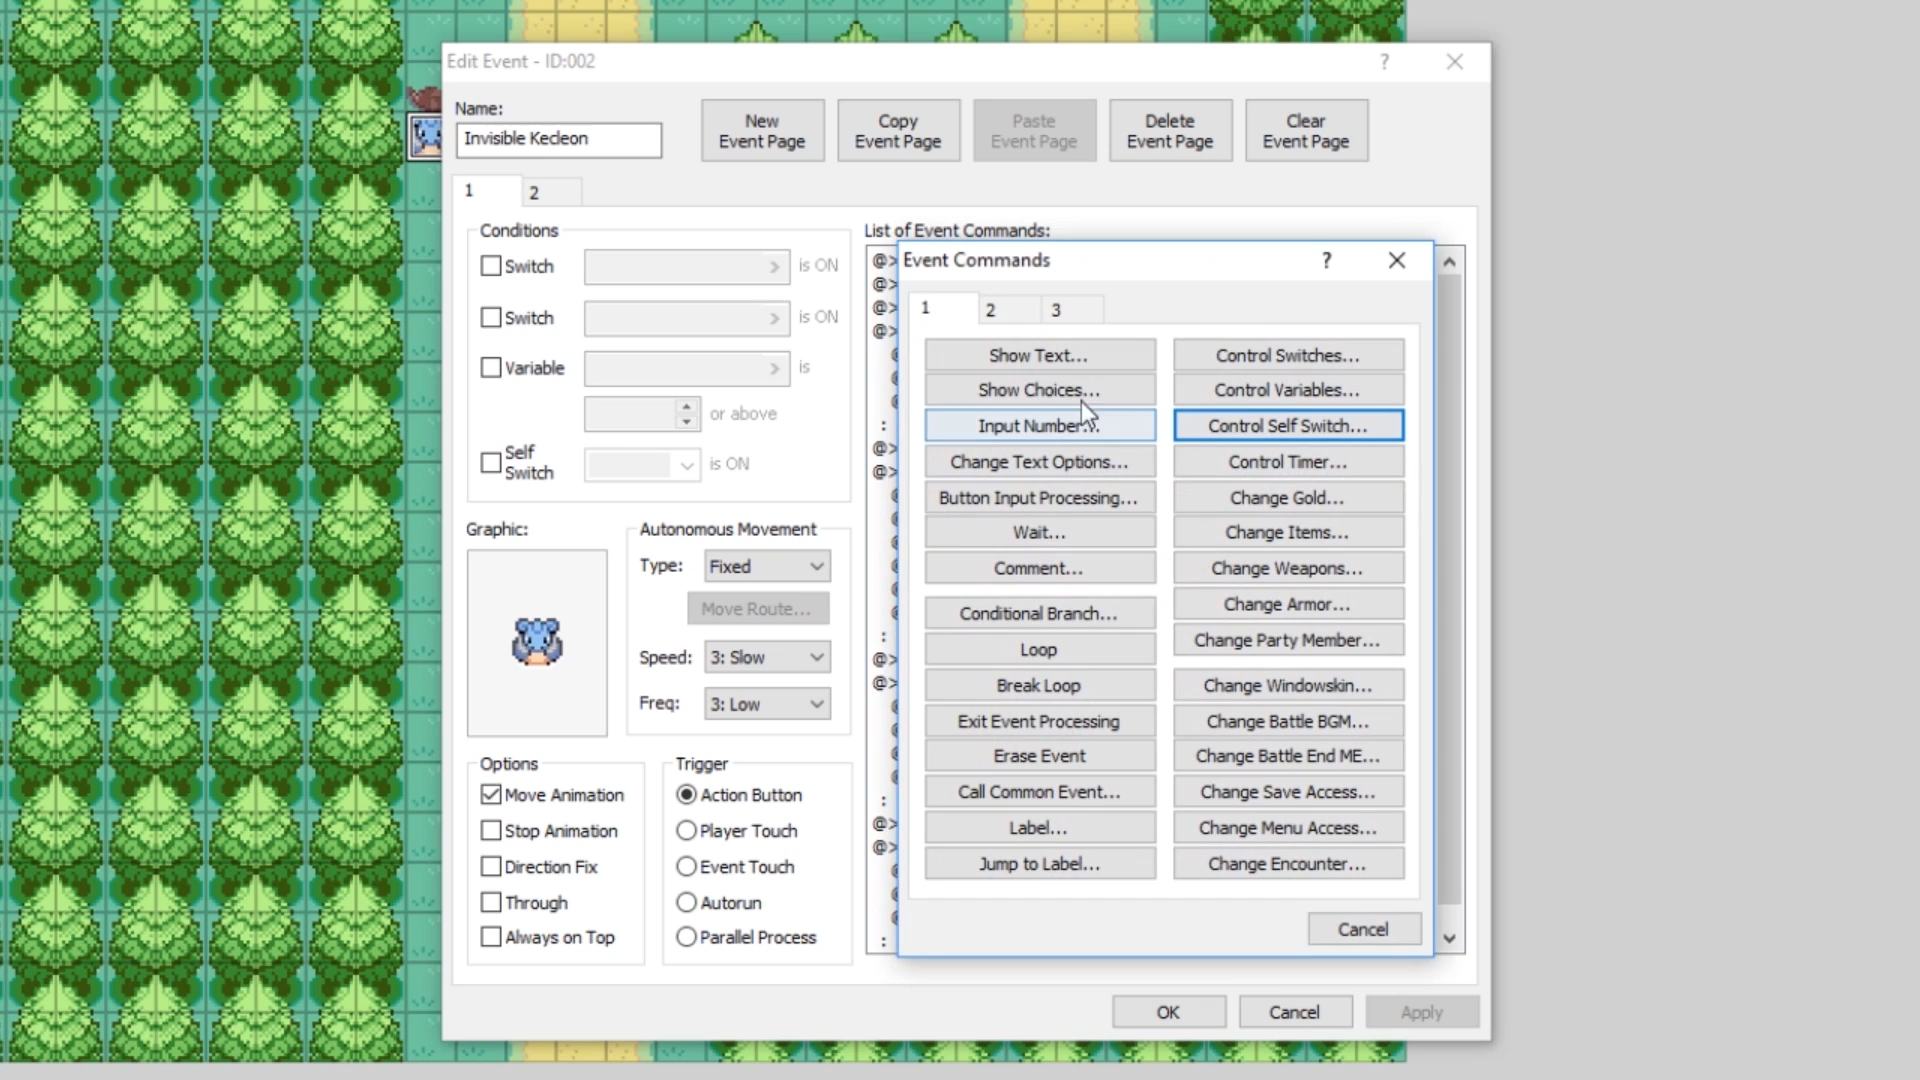 Edit Event - ID:002
?
Name:
Invisible Kecleon
New Event Page
Copy Event Page
Paste Event Page
Delete Event Page
Clear Event Page
1
2
Conditions
Switch
is ON
Switch
is ON
Variable
is
or above
Self Switch
is ON
Graphic:
Autonomous Movement
Type:
Fixed
Move Route...
Speed:
3: Slow
Freq:
3: Low
Options
Move Animation
Stop Animation
Direction Fix
Through
Always on Top
Trigger
Action Button
Player Touch
Event Touch
Autorun
Parallel Process
List of Event Commands:
@>
@>
@>
@>
:
@>
@>
:
@>
@>
:
@>
@>
:
Event Commands
?
1
2
3
Show Text...
Show Choices...
Input Number...
Change Text Options...
Button Input Processing...
Wait...
Comment...
Conditional Branch...
Loop
Break Loop
Exit Event Processing
Erase Event
Call Common Event...
Label...
Jump to Label...
Control Switches...
Control Variables...
Control Self Switch...
Control Timer...
Change Gold...
Change Items...
Change Weapons...
Change Armor...
Change Party Member...
Change Windowskin...
Change Battle BGM...
Change Battle End ME...
Change Save Access...
Change Menu Access...
Change Encounter...
Cancel
OK
Cancel
Apply